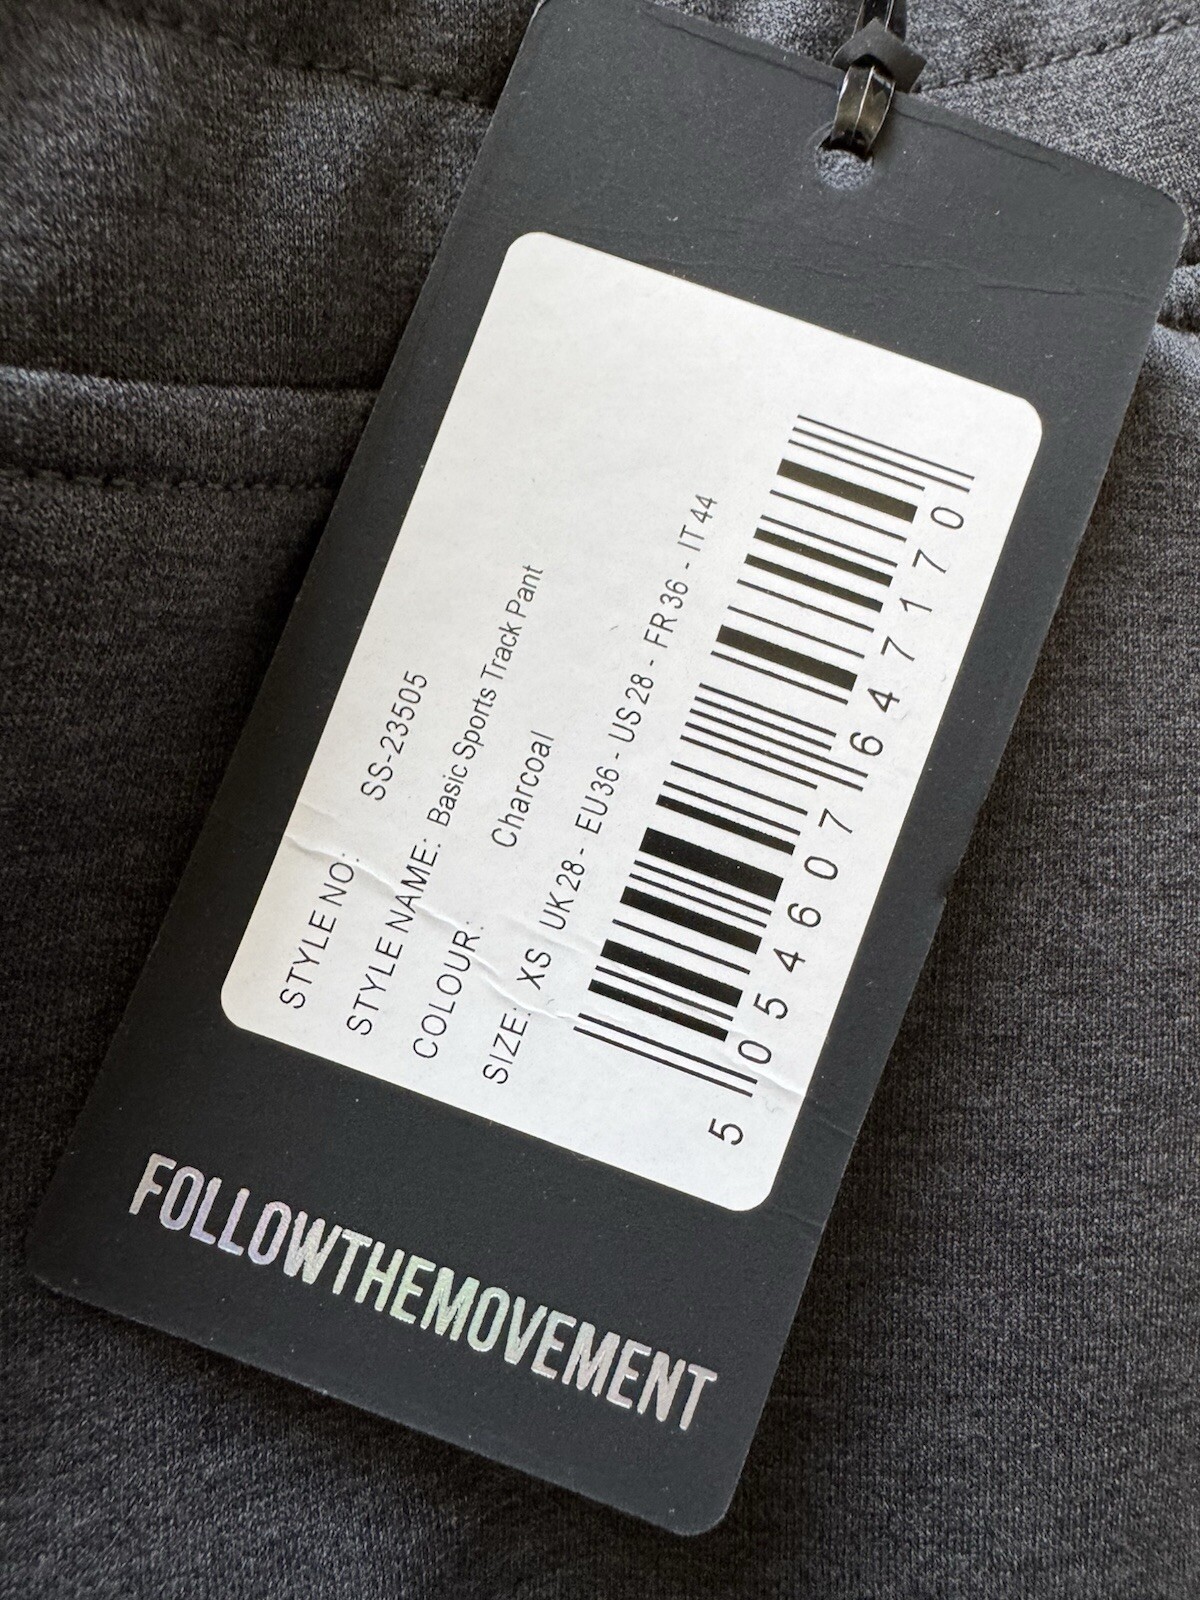 STYLE NO: SS-23505
STYLE NAME: Basic Sports Track Pant
COLOUR: Charcoal
SIZE: XS UK 28 - EU 36 - US 28 - FR 36 - IT 44
5 054607 647170
FOLLOWTHEMOVEMENT